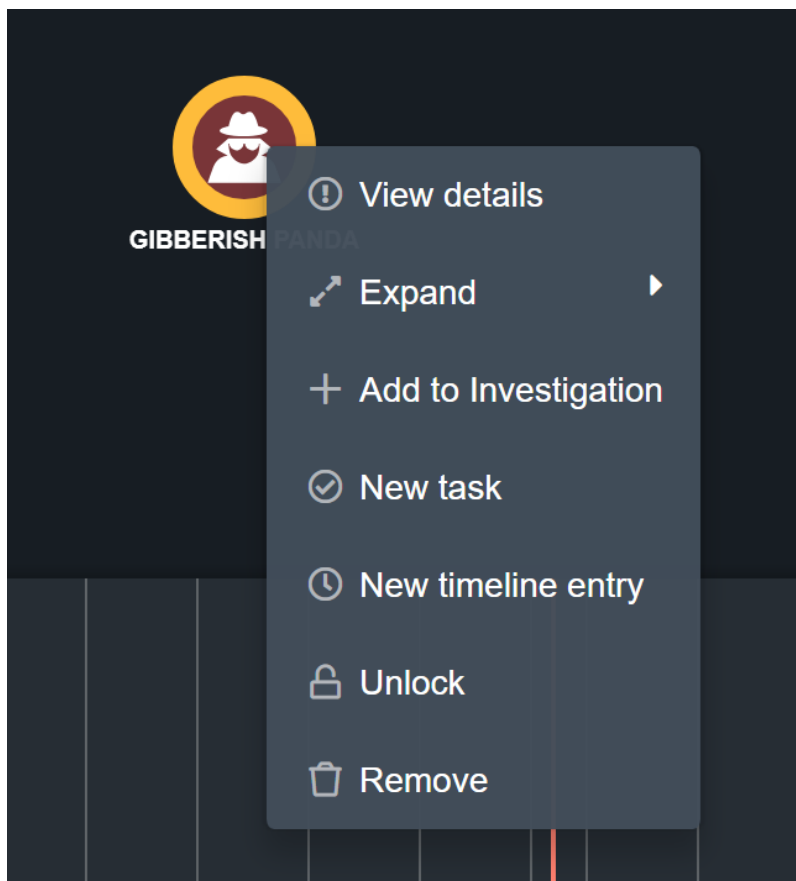 GIBBERISH PANDA
View details
Expand
Add to Investigation
New task
New timeline entry
Unlock
Remove